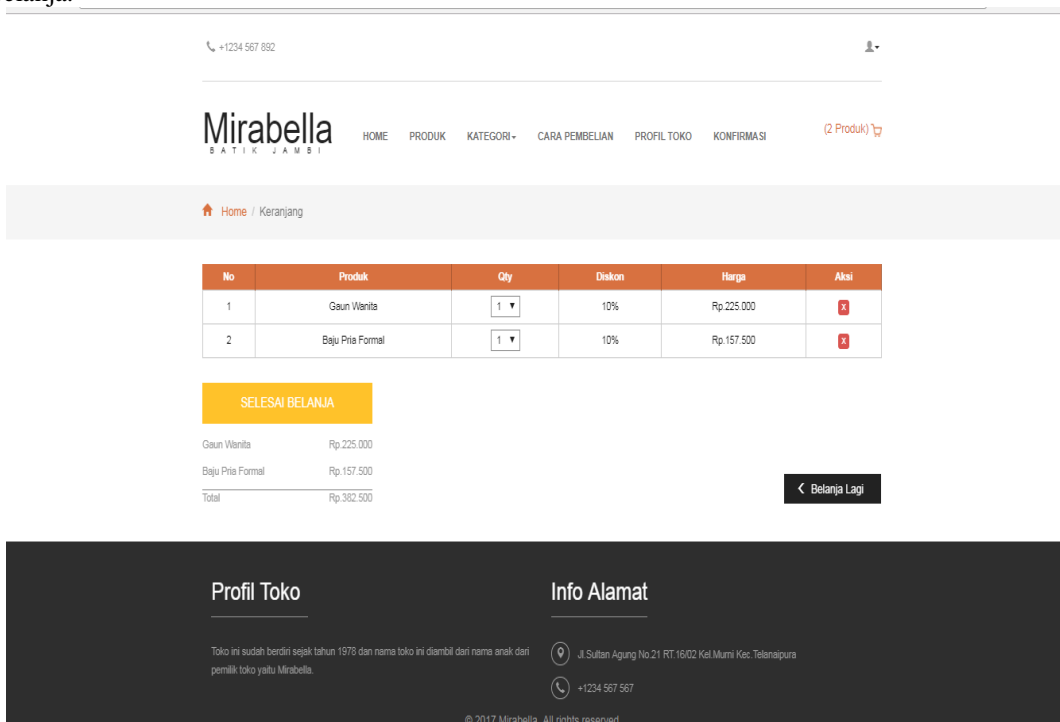 +1234 567 892
Mirabella
BATIK JAMBI
HOME PRODUK KATEGORI CARA PEMBELIAN PROFIL TOKO KONFIRMASI (2 Produk)
Home / Keranjang
No Produk Qty Diskon Harga Aksi
1 Gaun Wanita 1 10% Rp.225.000 x
2 Baju Pria Formal 1 10% Rp.157.500 x
SELESAI BELANJA
Gaun Wanita Rp.225.000
Baju Pria Formal Rp.157.500
Total Rp.382.500
Belanja Lagi
Profil Toko
Toko ini sudah berdiri sejak tahun 1978 dan nama toko ini diambil dari nama anak dari
pemilik toko yaitu Mirabella.
Info Alamat
Jl.Sultan Agung No.21 RT.16/02 Kel.Murni Kec.Telanaipura
+1234 567 567
© 2017 Mirabella. All rights reserved